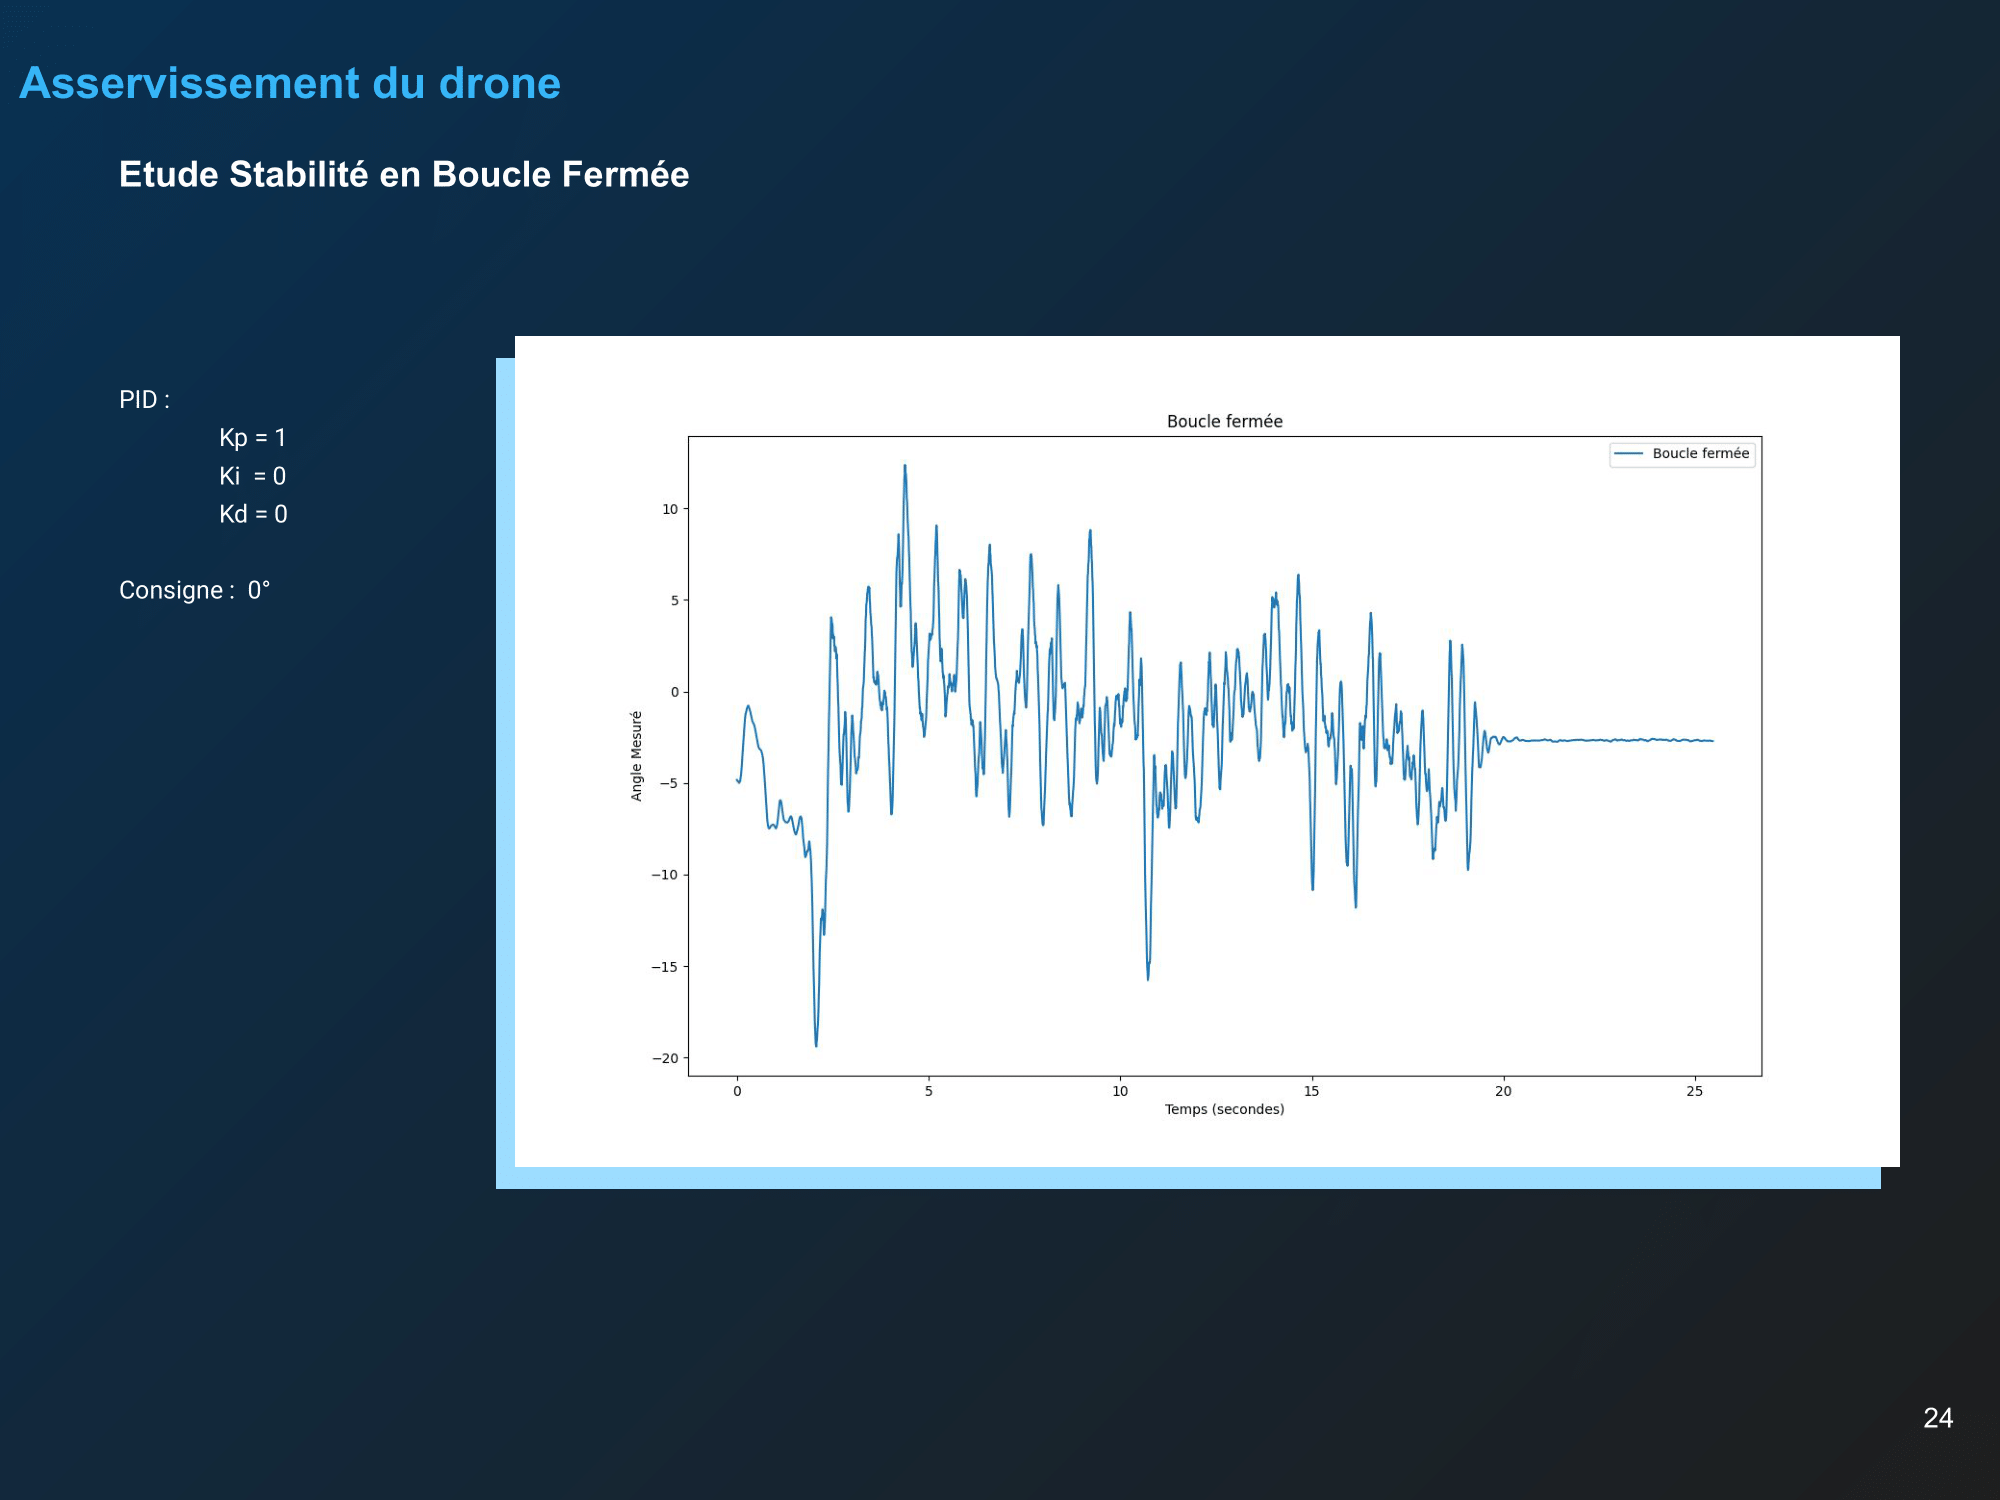 Asservissement du drone
Etude Stabilité en Boucle Fermée
PID :
Kp = 1
Ki = 0
Kd = 0
Consigne : 0°
Boucle fermée
Boucle fermée
10
5
0
−5
−10
−15
−20
Angle Mesuré
0 5 10 15 20 25
Temps (secondes)
24